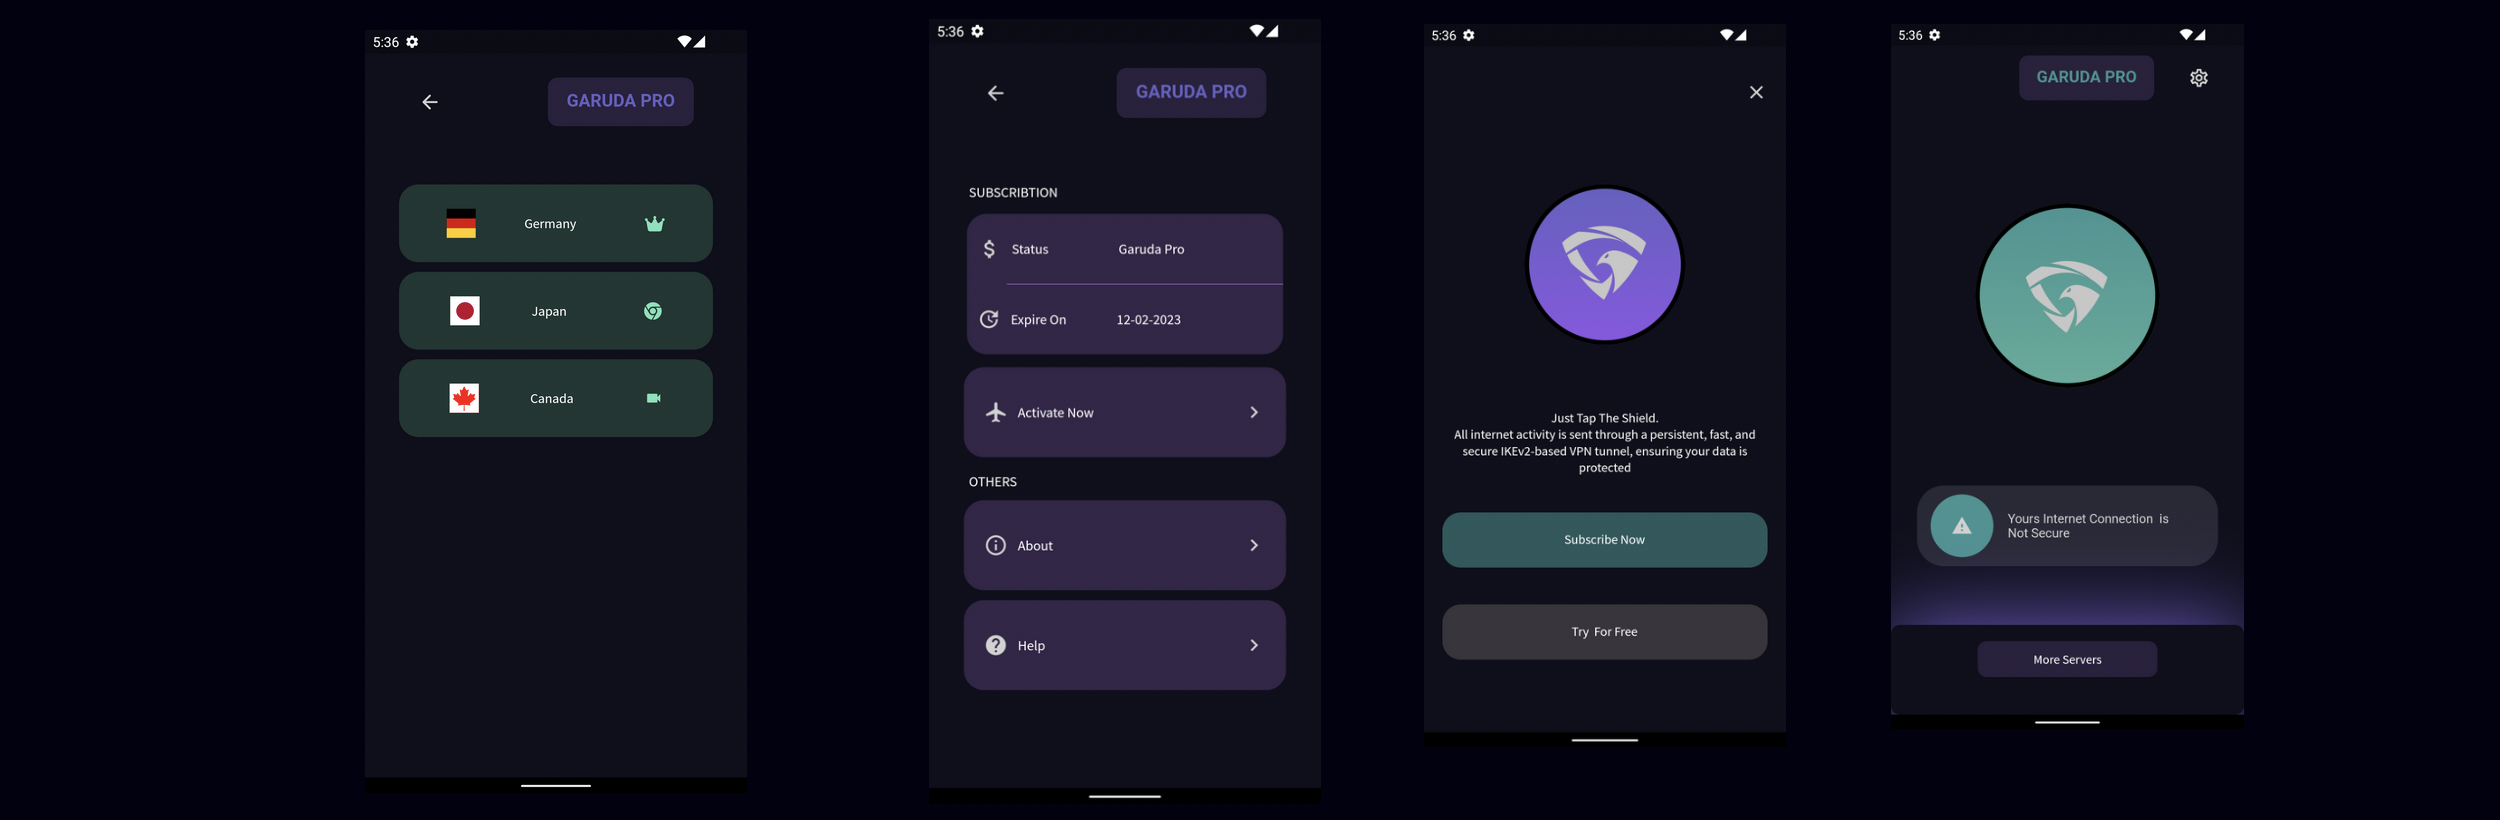 5:36
GARUDA PRO
Germany
Japan
Canada
5:36
GARUDA PRO
SUBSCRIBTION
Status Garuda Pro
Expire On 12-02-2023
Activate Now
OTHERS
About
Help
5:36
Just Tap The Shield.
All internet activity is sent through a persistent, fast, and
secure IKEv2-based VPN tunnel, ensuring your data is
protected
Subscribe Now
Try For Free
5:36
GARUDA PRO
Yours Internet Connection is
Not Secure
More Servers